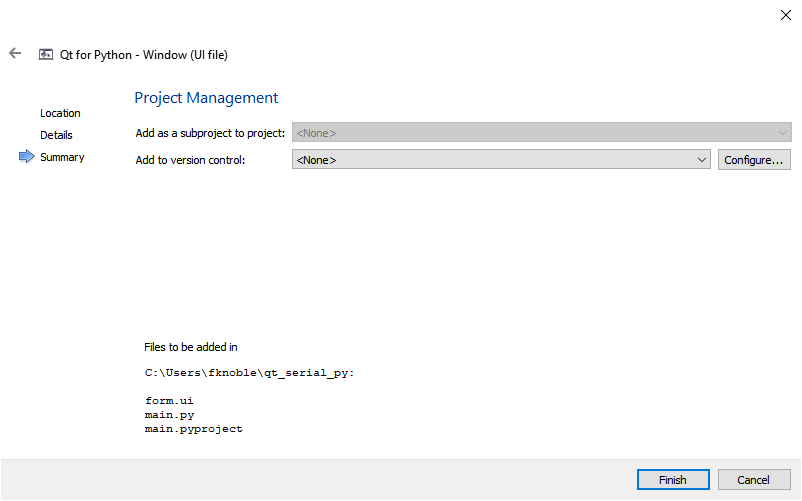 Qt for Python - Window (UI file)
Location
Details
Summary
Project Management
Add as a subproject to project: <None>
Add to version control: <None> Configure...
Files to be added in
C:\Users\fknoble\qt_serial_py:
form.ui
main.py
main.pyproject
Finish Cancel